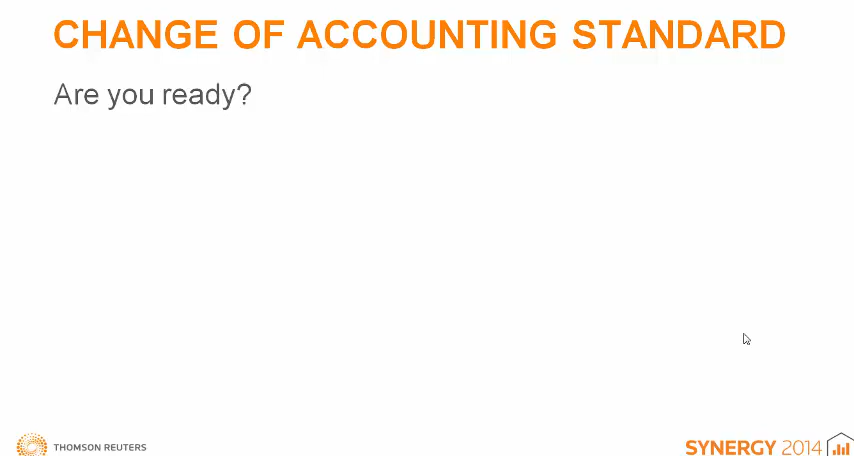 CHANGE OF ACCOUNTING STANDARD
Are you ready?
THOMSON REUTERS
SYNERGY 2014